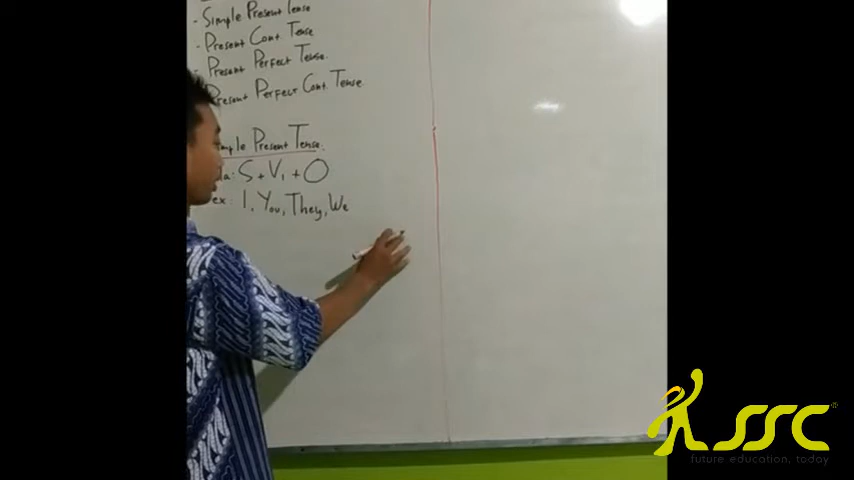 - Simple Present Tense
- Present Cont. Tense
- Present Perfect Tense.
Present Perfect Cont. Tense
Present Tense.
S + V1 + O
ex: I, You, They, We
SSC®
future education, today